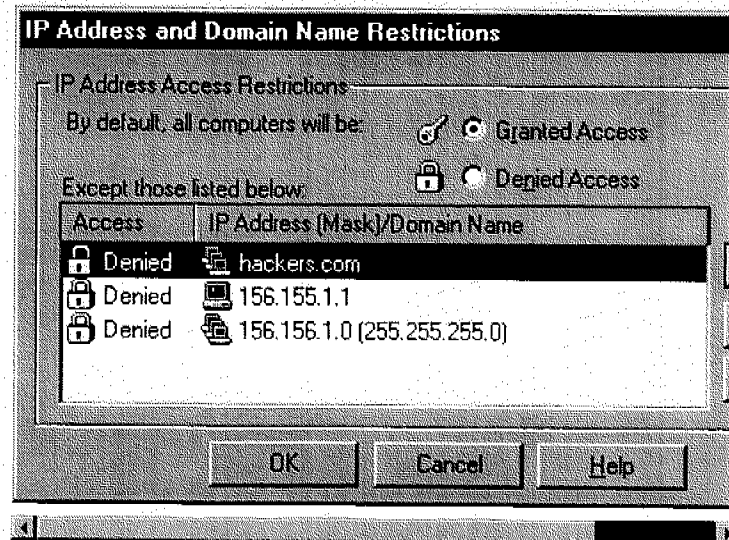 IP Address and Domain Name Restrictions
IP Address Access Restrictions
By default, all computers will be:
Granted Access
Denied Access
Except those listed below:
Access IP Address (Mask)/Domain Name
Denied hackers.com
Denied 156.155.1.1
Denied 156.156.1.0 (255.255.255.0)
OK Cancel Help